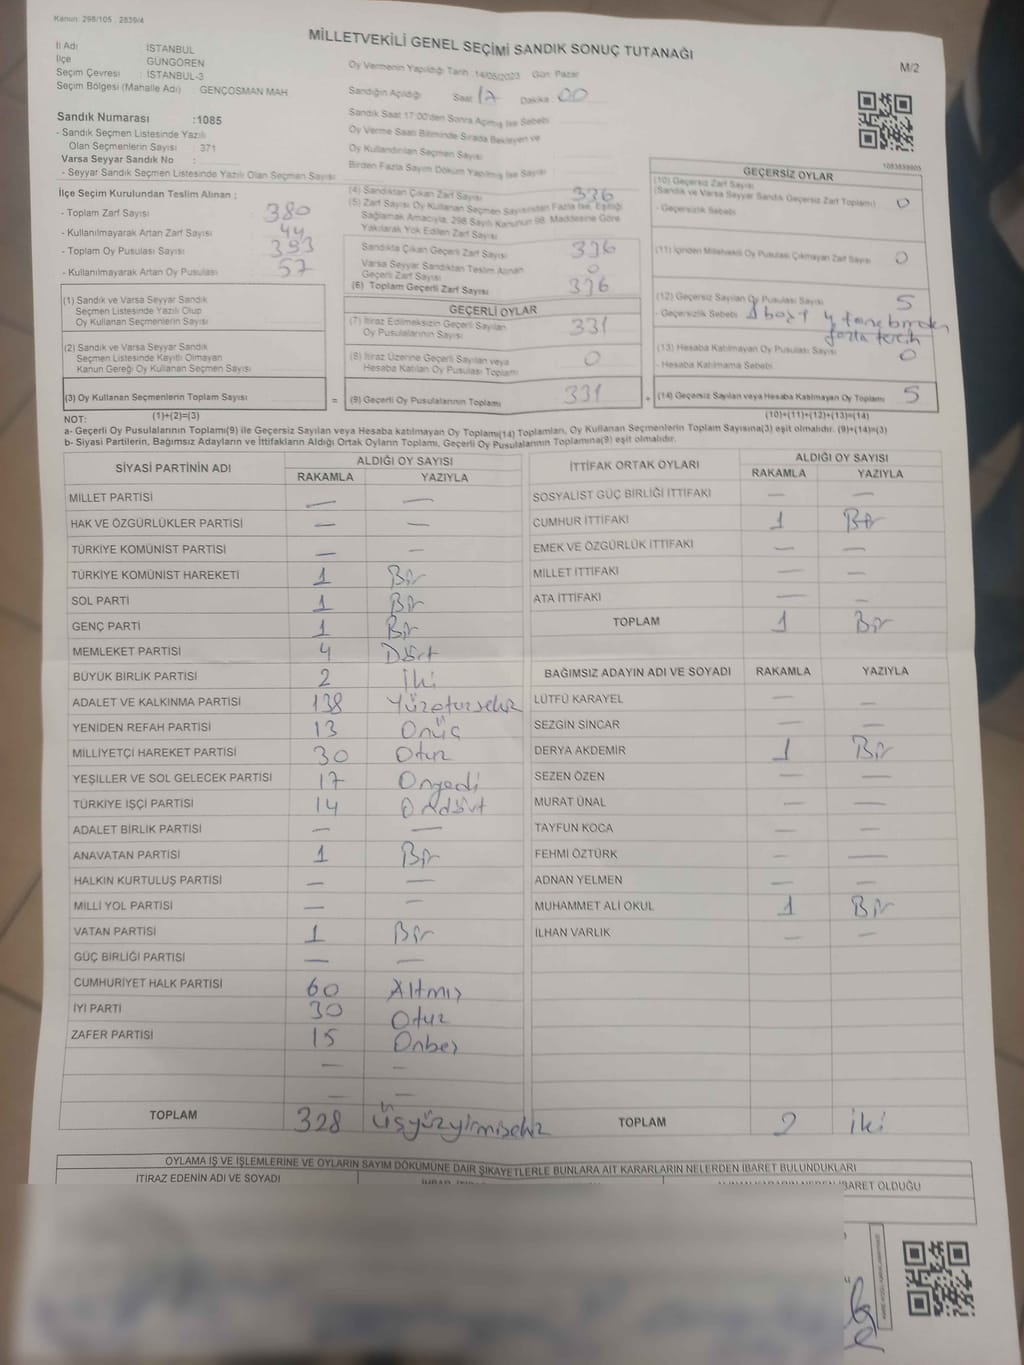 Kanun: 298/105 , 2839/4
MİLLETVEKİLİ GENEL SEÇİMİ SANDIK SONUÇ TUTANAĞI
M/2
İl Adı : İSTANBUL
İlçe : GÜNGÖREN
Seçim Çevresi : İSTANBUL-3
Seçim Bölgesi (Mahalle Adı) : GENÇOSMAN MAH
Sandık Numarası :1085
- Sandık Seçmen Listesinde Yazılı
Olan Seçmenlerin Sayısı : 371
Varsa Seyyar Sandık No :
- Seyyar Sandık Listesinde Yazılı Olan Seçmen Sayısı
Oy Vermenin Yapıldığı Tarih :14/05/2023 Gün: Pazar
Sandığın Açıldığı Saat 17 Dakika 00
Sandık Saat 17:00'den Sonra Açılmış İse Sebebi
Oy Verme Saati Bitiminde Sırada Bekleyen ve
Oy Kullandırılan Seçmen Sayısı
Birden Fazla Sayım Döküm Yapılmış İse Sayısı
1083899805
İlçe Seçim Kurulundan Teslim Alınan ;
- Toplam Zarf Sayısı 380
- Kullanılmayarak Artan Zarf Sayısı 44
- Toplam Oy Pusulası Sayısı 393
- Kullanılmayarak Artan Oy Pusulası 57
(1) Sandık ve Varsa Seyyar Sandık
Seçmen Listesinde Yazılı Olup
Oy Kullanan Seçmenlerin Sayısı
(2) Sandık ve Varsa Seyyar Sandık
Seçmen Listesinde Kayıtlı Olmayan
Kanun Gereği Oy Kullanan Seçmen Sayısı
(3) Oy Kullanan Seçmenlerin Toplam Sayısı
(1)+(2)=(3)
(4) Sandıktan Çıkan Zarf Sayısı 336
(5) Zarf Sayısı Oy Kullanan Seçmen Sayısından Fazla İse, Eşitliği
Sağlamak Amacıyla, 298 Sayılı Kanunun 98. Maddesine Göre
Yakılarak Yok Edilen Zarf Sayısı
Sandıkta Çıkan Geçerli Zarf Sayısı 336
Varsa Seyyar Sandıktan Teslim Alınan
Geçerli Zarf Sayısı 0
(6) Toplam Geçerli Zarf Sayısı 336
GEÇERLİ OYLAR
(7) İtiraz Edilmeksizin Geçerli Sayılan
Oy Pusulalarının Sayısı 331
(8) İtiraz Üzerine Geçerli Sayılan veya
Hesaba Katılan Oy Pusulası Toplamı 0
= (9) Geçerli Oy Pusulalarının Toplamı 331
GEÇERSİZ OYLAR
(10) Geçersiz Zarf Sayısı
(Sandık ve Varsa Seyyar Sandık Geçersiz Zarf Toplamı) 0
- Geçersizlik Sebebi
(11) İçinden Milletvekili Oy Pusulası Çıkmayan Zarf Sayısı 0
(12) Geçersiz Sayılan Oy Pusulası Sayısı 5
- Geçersizlik Sebebi 1 boş, 4 tane birden
fazla tercih
(13) Hesaba Katılmayan Oy Pusulası Sayısı 0
- Hesaba Katılmama Sebebi
+ (14) Geçersiz Sayılan veya Hesaba Katılmayan Oy Toplamı 5
(10)+(11)+(12)+(13)=(14)
NOT:
a- Geçerli Oy Pusulalarının Toplamı(9) ile Geçersiz Sayılan veya Hesaba katılmayan Oy Toplamı(14) Toplamları, Oy Kullanan Seçmenlerin Toplam Sayısına(3) eşit olmalıdır. (9)+(14)=(3)
b- Siyasi Partilerin, Bağımsız Adayların ve İttifakların Aldığı Ortak Oyların Toplamı, Geçerli Oy Pusulalarının Toplamına(9) eşit olmalıdır.
SİYASİ PARTİNİN ADI ALDIĞI OY SAYISI
RAKAMLA YAZIYLA
MİLLET PARTİSİ — —
HAK VE ÖZGÜRLÜKLER PARTİSİ — —
TÜRKİYE KOMÜNİST PARTİSİ — —
TÜRKİYE KOMÜNİST HAREKETİ 1 Bir
SOL PARTİ 1 Bir
GENÇ PARTİ 1 Bir
MEMLEKET PARTİSİ 4 Dört
BÜYÜK BİRLİK PARTİSİ 2 İki
ADALET VE KALKINMA PARTİSİ 138 Yüzotuzsekiz
YENİDEN REFAH PARTİSİ 13 Onüç
MİLLİYETÇİ HAREKET PARTİSİ 30 Otuz
YEŞİLLER VE SOL GELECEK PARTİSİ 17 Onyedi
TÜRKİYE İŞÇİ PARTİSİ 14 Ondört
ADALET BİRLİK PARTİSİ — —
ANAVATAN PARTİSİ 1 Bir
HALKIN KURTULUŞ PARTİSİ — —
MİLLİ YOL PARTİSİ — —
VATAN PARTİSİ 1 Bir
GÜÇ BİRLİĞİ PARTİSİ — —
CUMHURİYET HALK PARTİSİ 60 Altmış
İYİ PARTİ 30 Otuz
ZAFER PARTİSİ 15 Onbeş
— —
— —
TOPLAM 328 Üçyüzyirmisekiz
İTTİFAK ORTAK OYLARI ALDIĞI OY SAYISI
RAKAMLA YAZIYLA
SOSYALİST GÜÇ BİRLİĞİ İTTİFAKI — —
CUMHUR İTTİFAKI 1 Bir
EMEK VE ÖZGÜRLÜK İTTİFAKI — —
MİLLET İTTİFAKI — —
ATA İTTİFAKI — —
TOPLAM 1 Bir
BAĞIMSIZ ADAYIN ADI VE SOYADI RAKAMLA YAZIYLA
LÜTFÜ KARAYEL — —
SEZGİN SİNCAR — —
DERYA AKDEMİR 1 Bir
SEZEN ÖZEN — —
MURAT ÜNAL — —
TAYFUN KOCA — —
FEHMİ ÖZTÜRK — —
ADNAN YELMEN — —
MUHAMMET ALİ OKUL 1 Bir
İLHAN VARLIK — —
TOPLAM 2 İki
OYLAMA İŞ VE İŞLEMLERİNE VE OYLARIN SAYIM DÖKÜMÜNE DAİR ŞİKAYETLERLE BUNLARA AİT KARARLARIN NELERDEN İBARET BULUNDUKLARI
İTİRAZ EDENİN ADI VE SOYADI
İBARET OLDUĞU